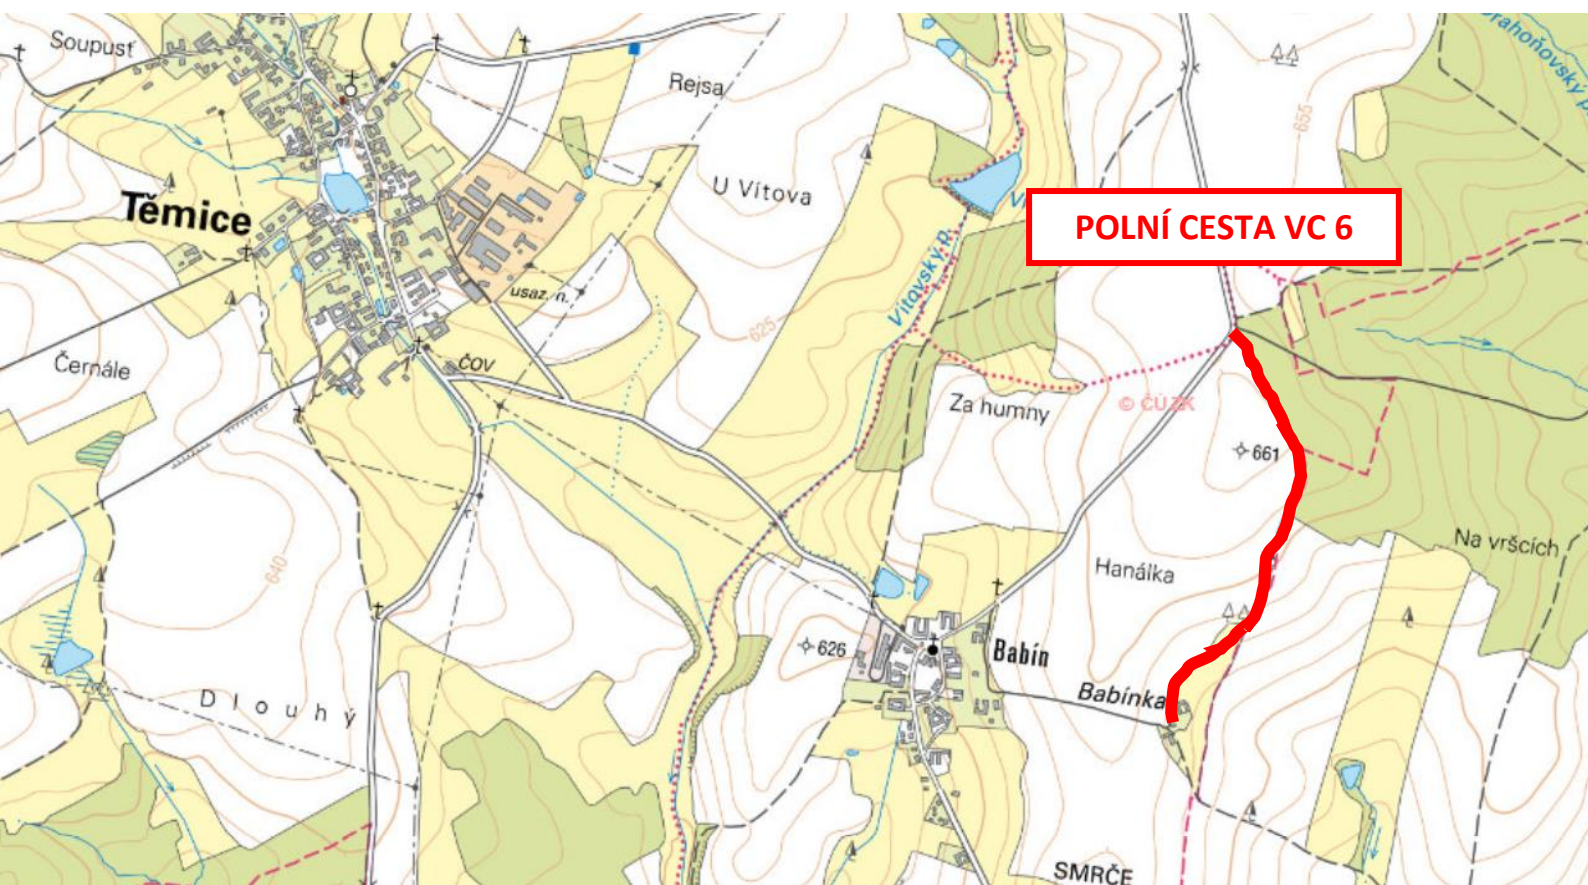 Soupusť
Rejsa
Drahoňovský p.
655
Těmice
U Vítova
POLNÍ CESTA VC 6
Vítovský p.
usaz. n.
625
Černále
ČOV
Za humny
© ČÚZK
661
640
Na vršcích
Hanálka
626
Babín
Babínka
Dlouhý
SMRČE